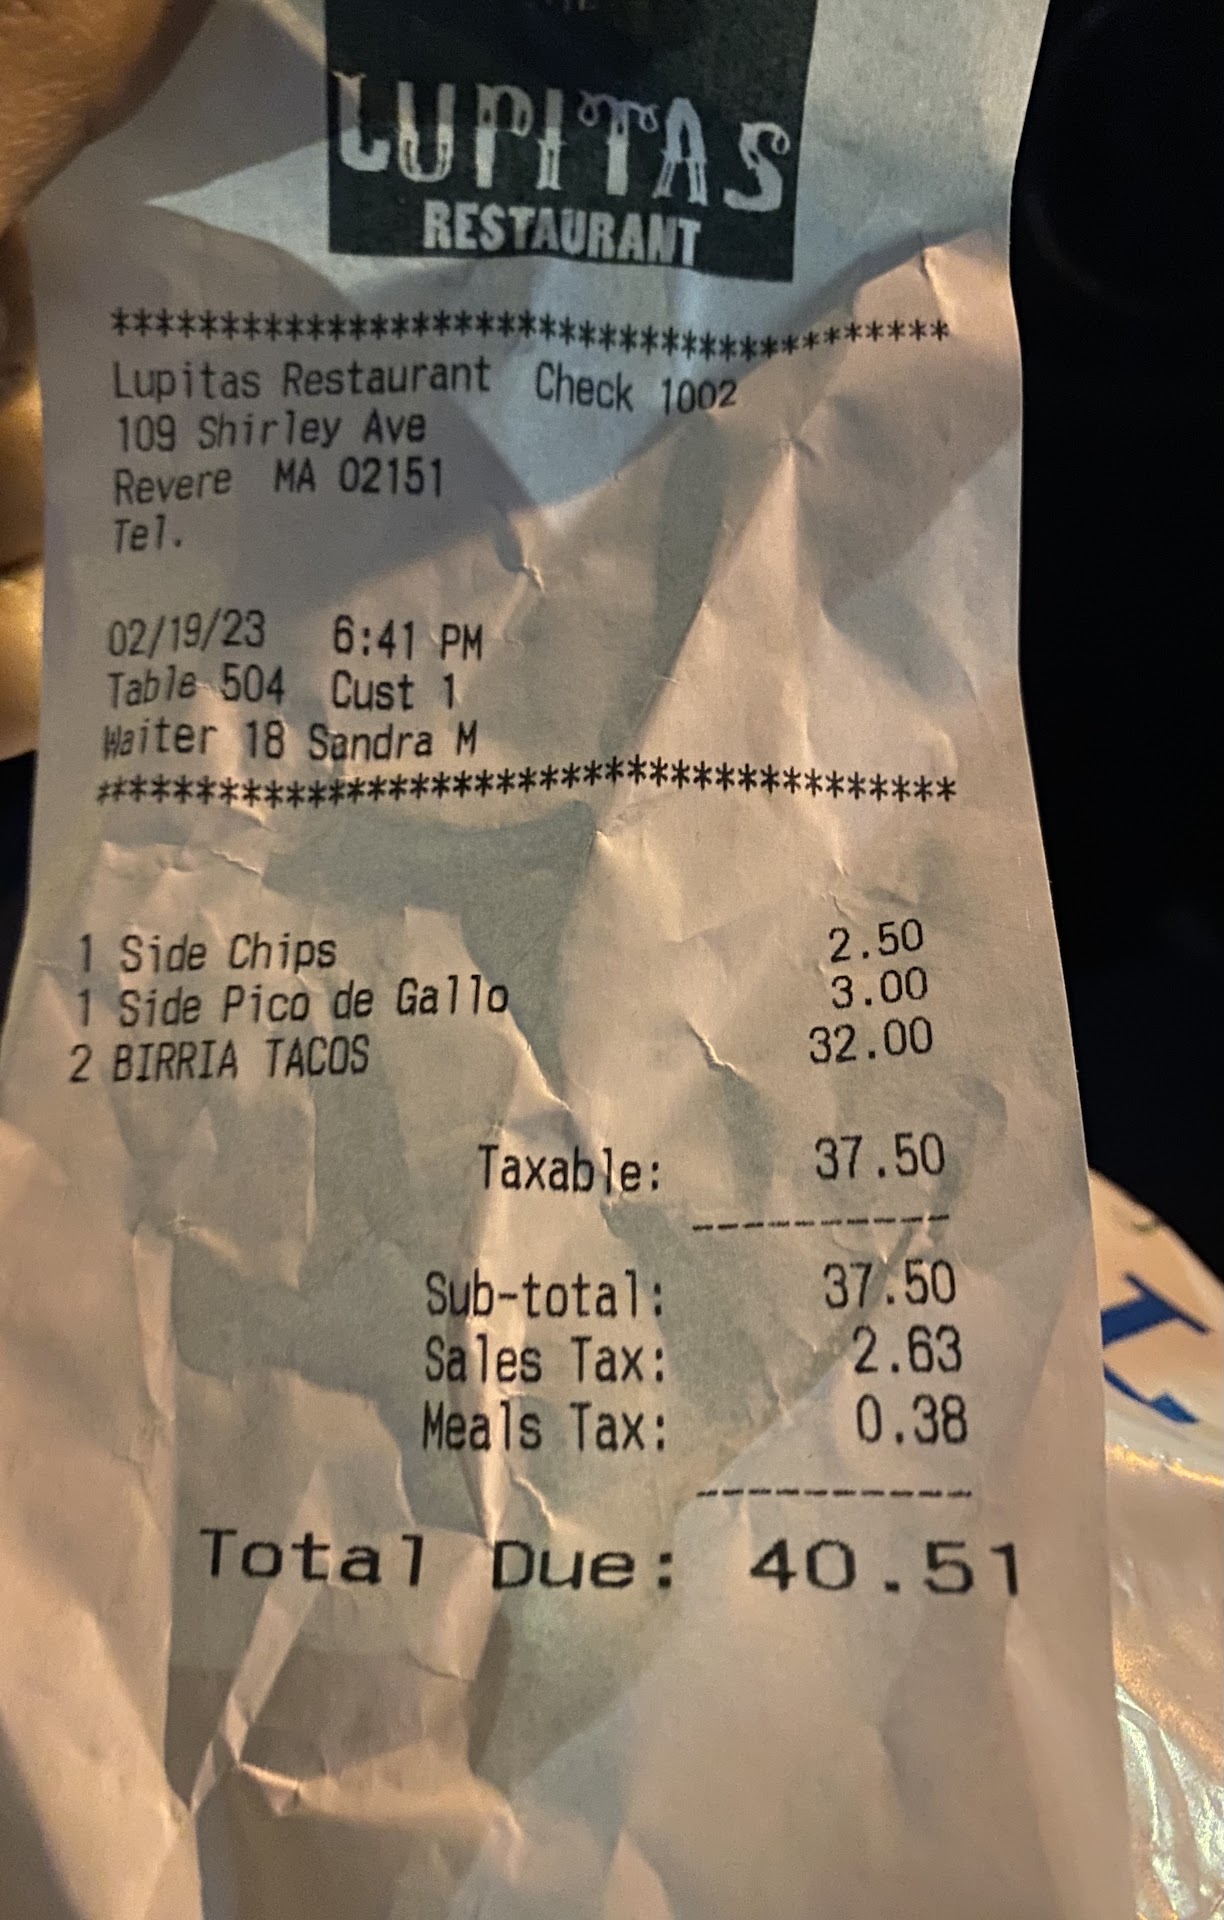 LUPITAS
RESTAURANT
***************************************
Lupitas Restaurant Check 1002
109 Shirley Ave
Revere MA 02151
Tel.
02/19/23 6:41 PM
Table 504 Cust 1
Waiter 18 Sandra M
***************************************
1 Side Chips 2.50
1 Side Pico de Gallo 3.00
2 BIRRIA TACOS 32.00
Taxable: 37.50
------------
Sub-total: 37.50
Sales Tax: 2.63
Meals Tax: 0.38
------------
Total Due: 40.51